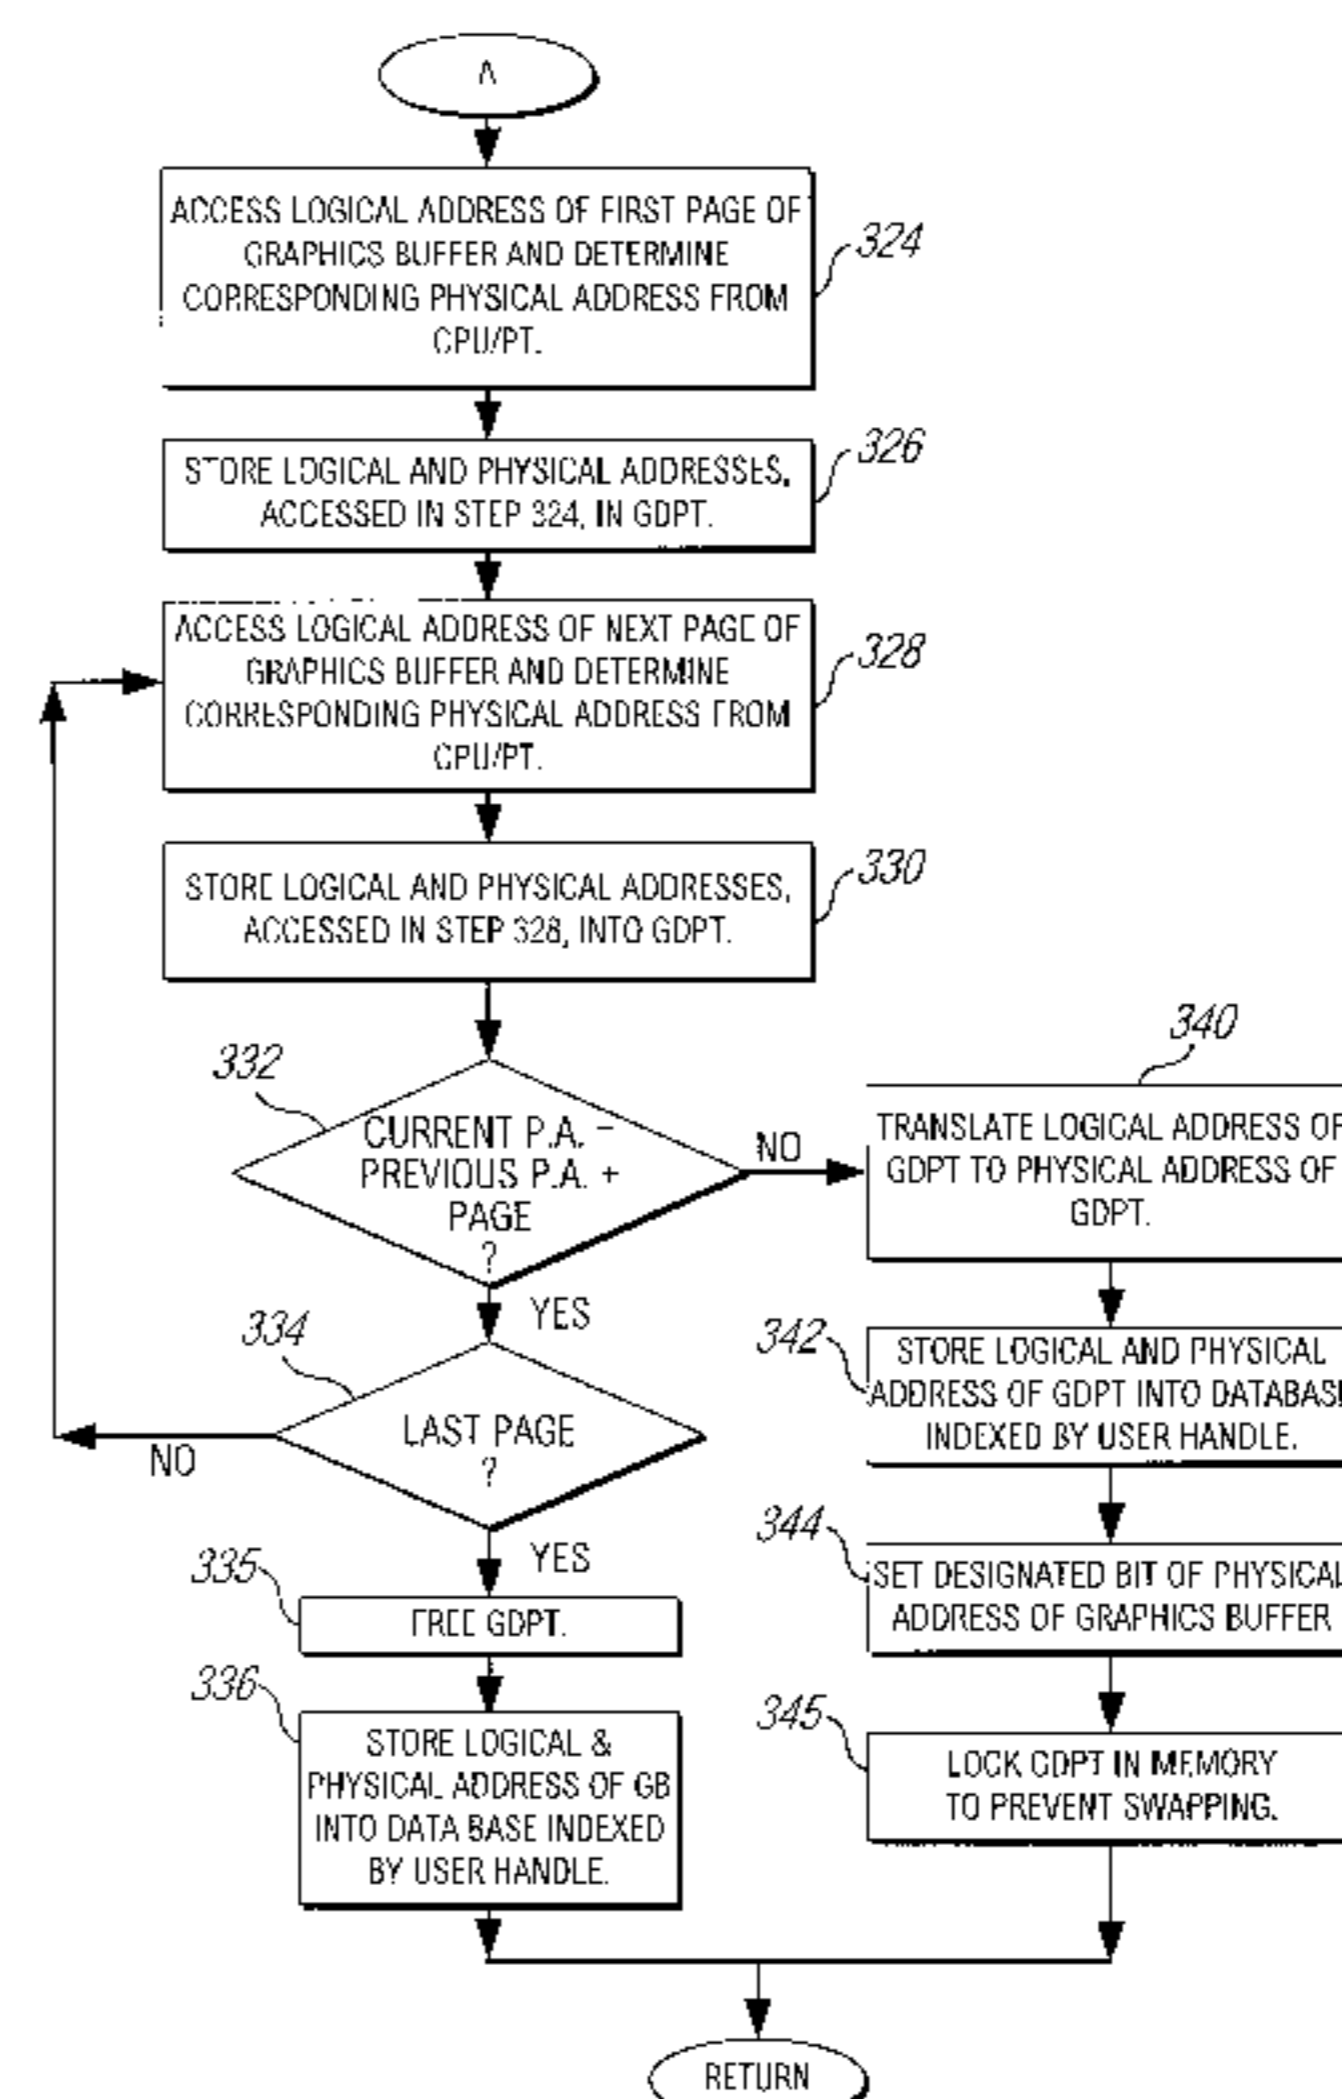 A
ACCESS LOGICAL ADDRESS OF FIRST PAGE OF
GRAPHICS BUFFER AND DETERMINE
CORRESPONDING PHYSICAL ADDRESS FROM
CPU/PT.
324
STORE LOGICAL AND PHYSICAL ADDRESSES,
ACCESSED IN STEP 324, IN GDPT.
326
ACCESS LOGICAL ADDRESS OF NEXT PAGE OF
GRAPHICS BUFFER AND DETERMINE
CORRESPONDING PHYSICAL ADDRESS FROM
CPU/PT.
328
STORE LOGICAL AND PHYSICAL ADDRESSES,
ACCESSED IN STEP 328, INTO GDPT.
330
332
CURRENT P.A. –
PREVIOUS P.A. +
PAGE
?
NO
YES
334
LAST PAGE
?
NO
YES
335
FREE GDPT.
336
STORE LOGICAL &
PHYSICAL ADDRESS OF GB
INTO DATA BASE INDEXED
BY USER HANDLE.
340
TRANSLATE LOGICAL ADDRESS OF
GDPT TO PHYSICAL ADDRESS OF
GDPT.
342
STORE LOGICAL AND PHYSICAL
ADDRESS OF GDPT INTO DATABAS
INDEXED BY USER HANDLE.
344
SET DESIGNATED BIT OF PHYSICAL
ADDRESS OF GRAPHICS BUFFER
345
LOCK GDPT IN MEMORY
TO PREVENT SWAPPING.
RETURN